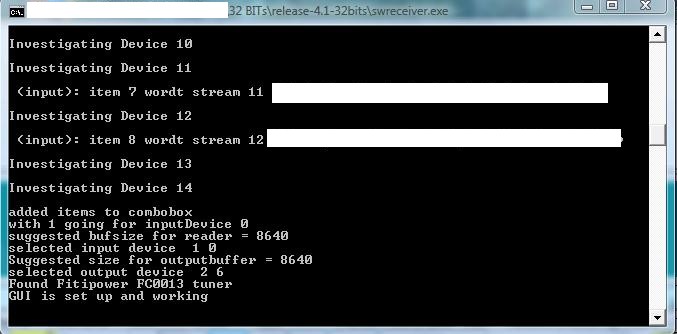 32 BITs\release-4.1-32bits\swreceiver.exe
Investigating Device 10
Investigating Device 11
(input): item 7 wordt stream 11
Investigating Device 12
(input): item 8 wordt stream 12
Investigating Device 13
Investigating Device 14
added items to combobox
with 1 going for inputDevice 0
suggested bufsize for reader = 8640
selected input device  1 0
Suggested size for outputbuffer = 8640
selected output device  2 6
Found Fitipower FC0013 tuner
GUI is set up and working